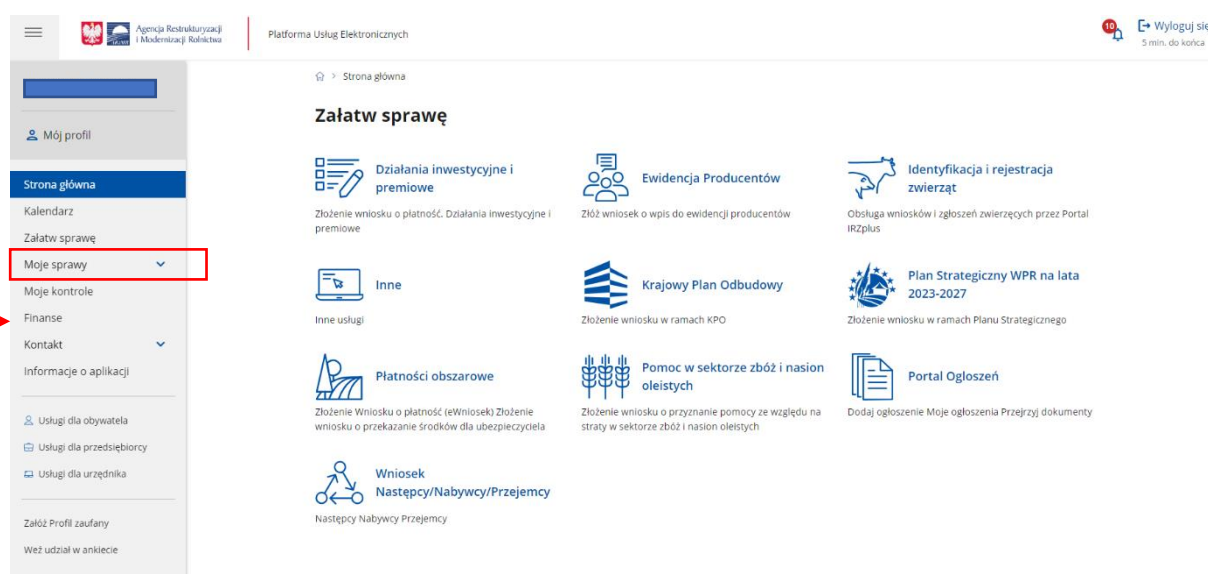 Agencja Restrukturyzacji
i Modernizacji Rolnictwa
Platforma Usług Elektronicznych
10
Wyloguj się
5 min. do końca
Mój profil
Strona główna
Kalendarz
Załatw sprawę
Moje sprawy
Moje kontrole
Finanse
Kontakt
Informacje o aplikacji
Usługi dla obywatela
Usługi dla przedsiębiorcy
Usługi dla urzędnika
Załóż Profil zaufany
Weź udział w ankiecie
Strona główna
Załatw sprawę
Działania inwestycyjne i
premiowe
Złożenie wniosku o płatność. Działania inwestycyjne i
premiowe
Ewidencja Producentów
Złóż wniosek o wpis do ewidencji producentów
Identyfikacja i rejestracja
zwierząt
Obsługa wniosków i zgłoszeń zwierzęcych przez Portal
IRZplus
Inne
Inne usługi
Krajowy Plan Odbudowy
Złożenie wniosku w ramach KPO
Plan Strategiczny WPR na lata
2023-2027
Złożenie wniosku w ramach Planu Strategicznego
Płatności obszarowe
Złożenie Wniosku o płatność (eWniosek) Złożenie
wniosku o przekazanie środków dla ubezpieczyciela
Pomoc w sektorze zbóż i nasion
oleistych
Złożenie wniosku o przyznanie pomocy ze względu na
straty w sektorze zbóż i nasion oleistych
Portal Ogłoszeń
Dodaj ogłoszenie Moje ogłoszenia Przejrzyj dokumenty
Wniosek
Następcy/Nabywcy/Przejemcy
Następcy Nabywcy Przejemcy